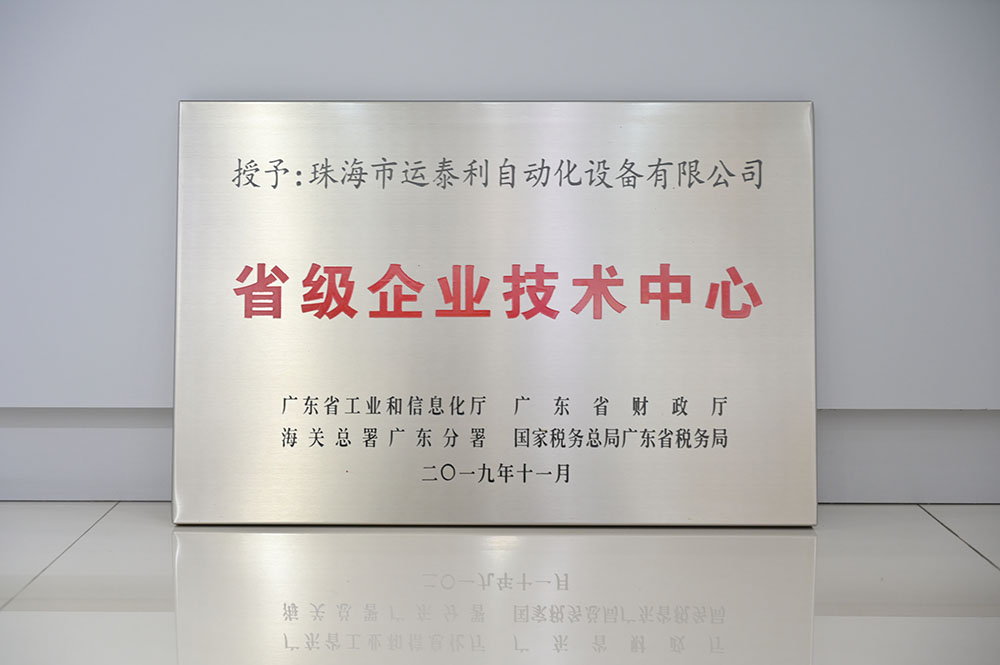 授予:珠海市运泰利自动化设备有限公司
省级企业技术中心
广东省工业和信息化厅 广东省财政厅
海关总署广东分署 国家税务总局广东省税务局
二〇一九年十一月